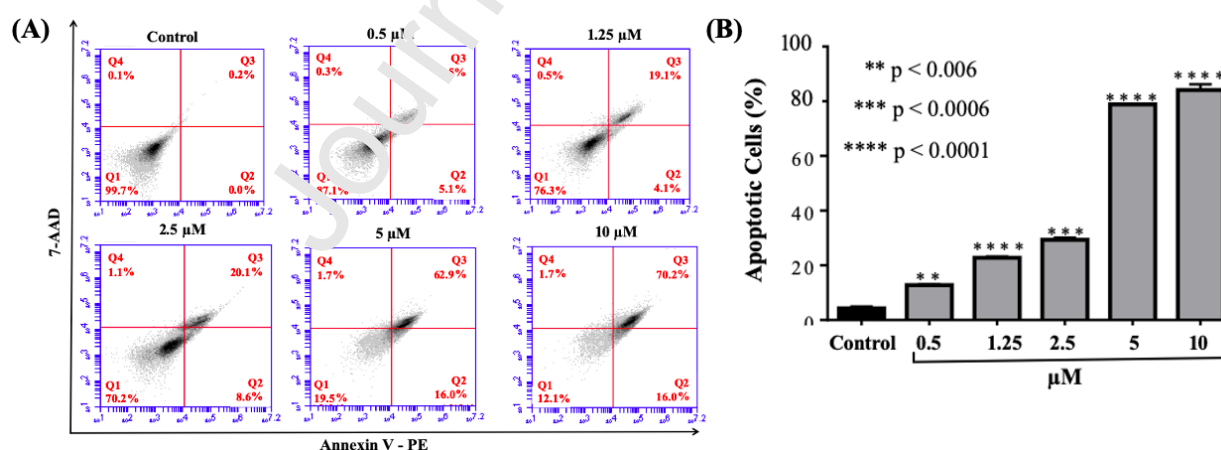 (A)
Control
Q4
0.1%
Q3
0.2%
Q1
99.7%
Q2
0.0%
0.5 µM
Q4
0.3%
Q3
Q2
5.1%
1.25 µM
Q4
0.5%
Q3
19.1%
Q1
76.3%
Q2
4.1%
2.5 µM
Q4
1.1%
Q3
20.1%
Q1
70.2%
Q2
8.6%
5 µM
Q4
1.7%
Q3
62.9%
Q1
19.5%
Q2
16.0%
10 µM
Q4
1.7%
Q3
70.2%
Q1
12.1%
Q2
16.0%
7-AAD
Annexin V - PE
Journ
(B)
Apoptotic Cells (%)
100
80
60
40
20
0
** p < 0.006
*** p < 0.0006
**** p < 0.0001
**
****
***
****
****
Control 0.5 1.25 2.5 5 10
µM